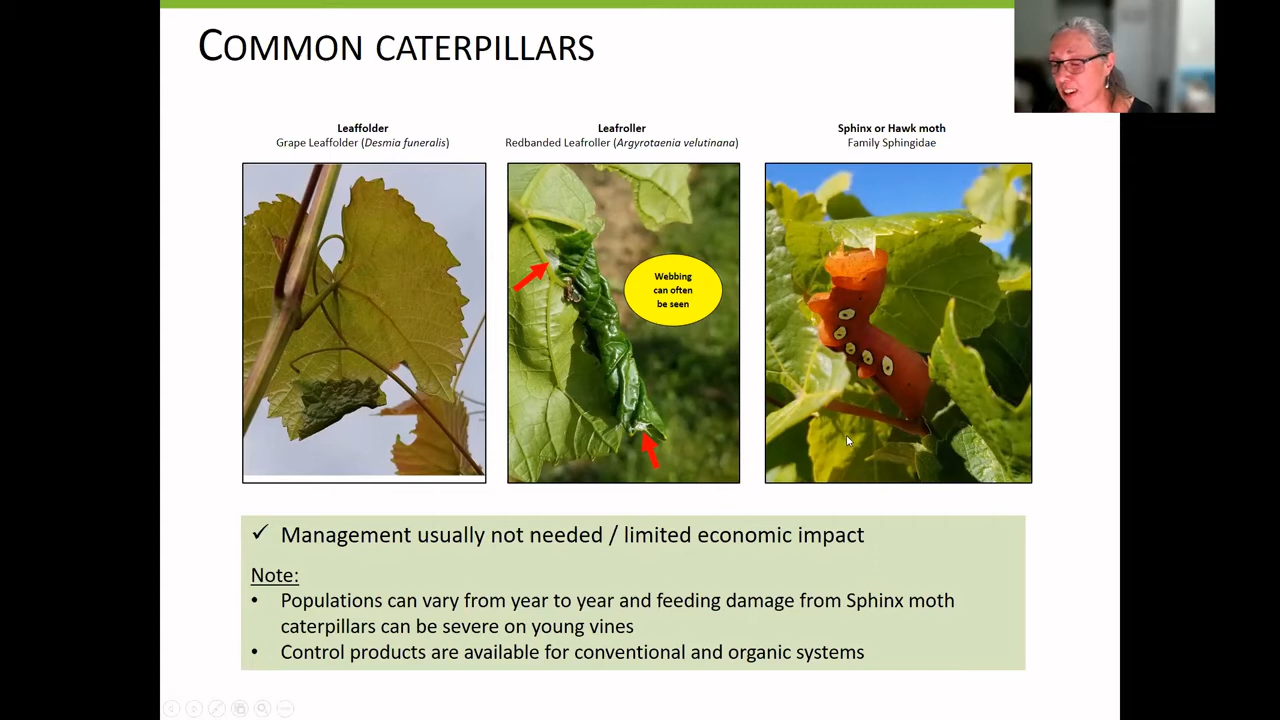 COMMON CATERPILLARS
Leaffolder
Grape Leaffolder (Desmia funeralis)
Leafroller
Redbanded Leafroller (Argyrotaenia velutinana)
Sphinx or Hawk moth
Family Sphingidae
Webbing
can often
be seen
✓ Management usually not needed / limited economic impact
Note:
• Populations can vary from year to year and feeding damage from Sphinx moth
caterpillars can be severe on young vines
• Control products are available for conventional and organic systems